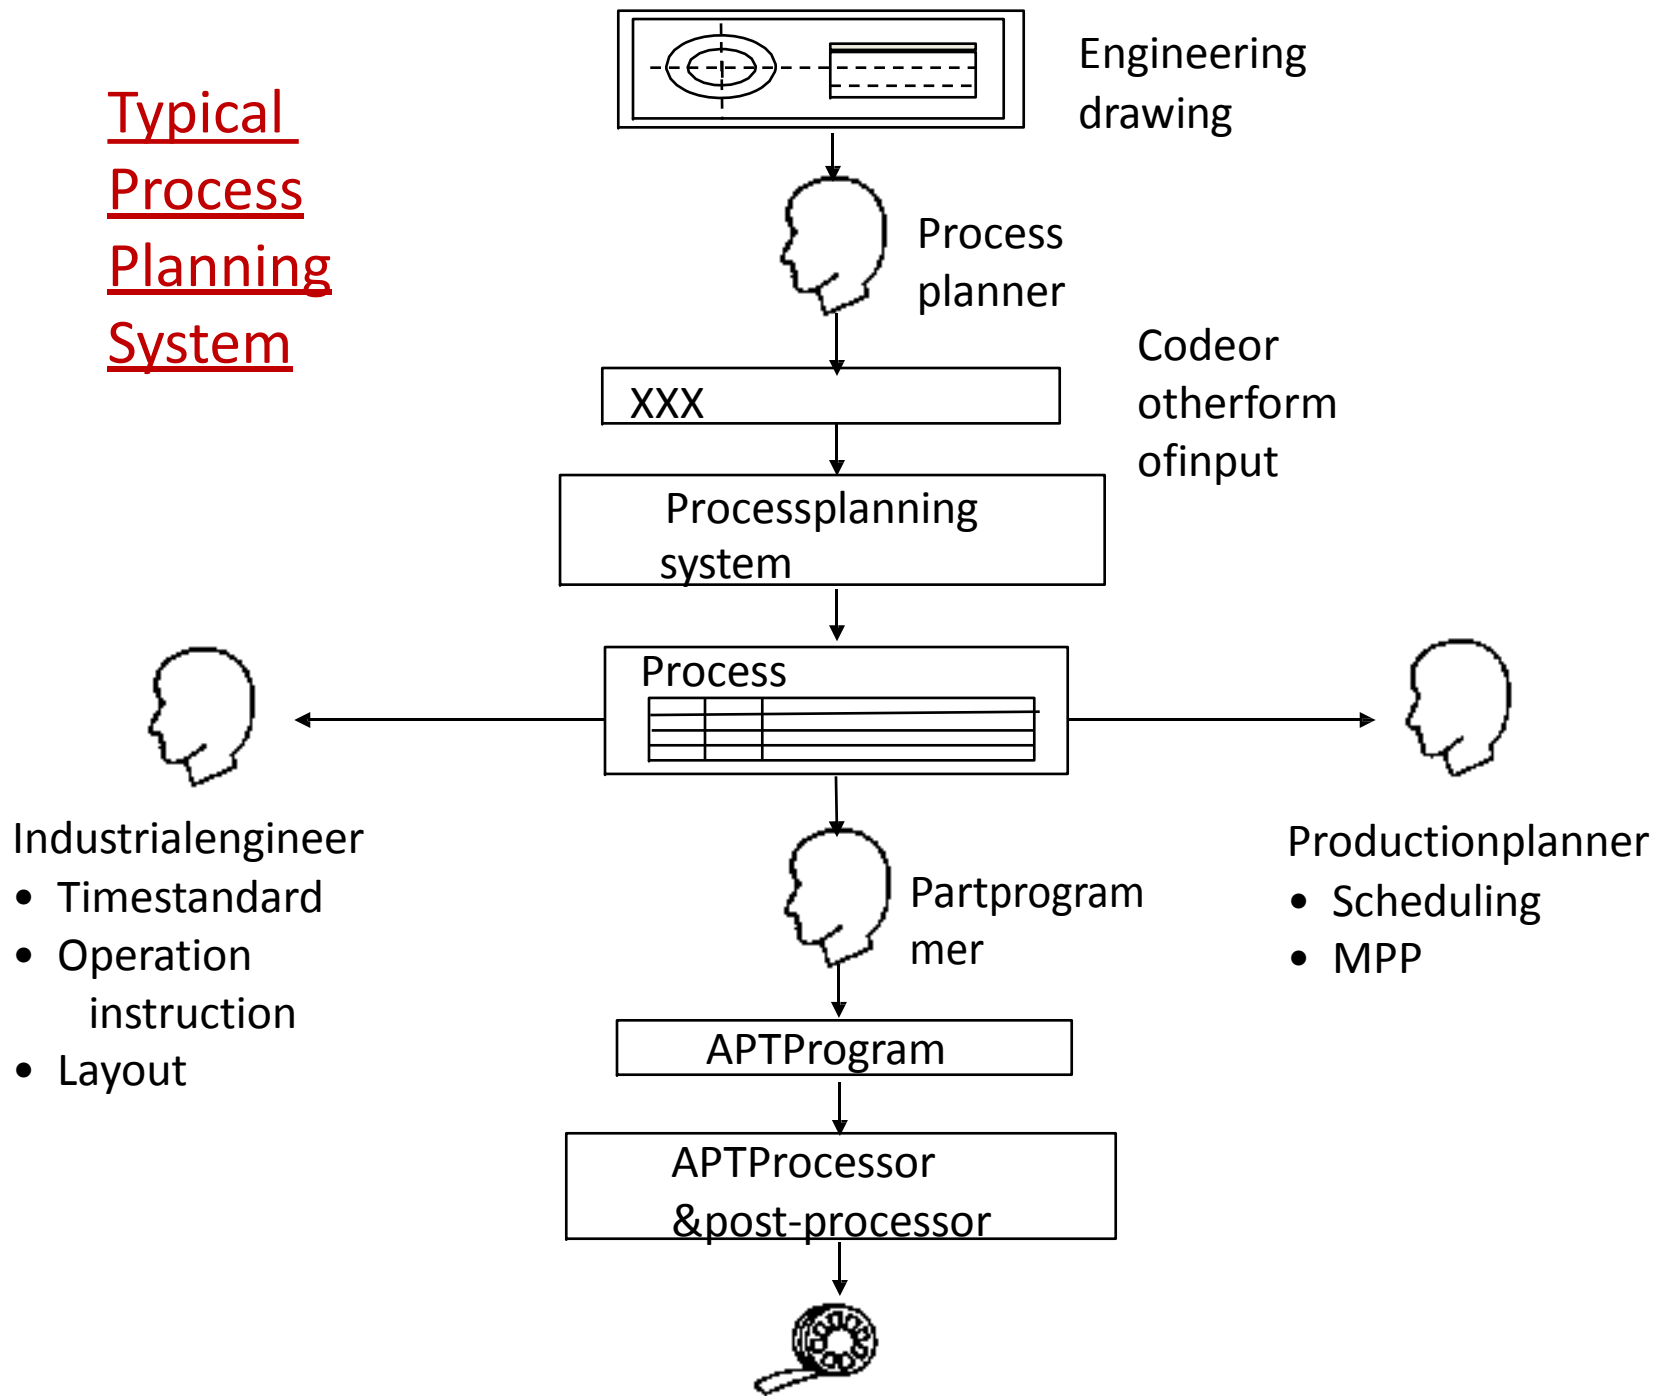 Typical
Process
Planning
System
Engineering
drawing
Process
planner
Codeor
otherform
ofinput
XXX
Processplanning
system
Process
Industrialengineer
• Timestandard
• Operation
instruction
• Layout
Partprogram
mer
Productionplanner
• Scheduling
• MPP
APTProgram
APTProcessor
&post-processor